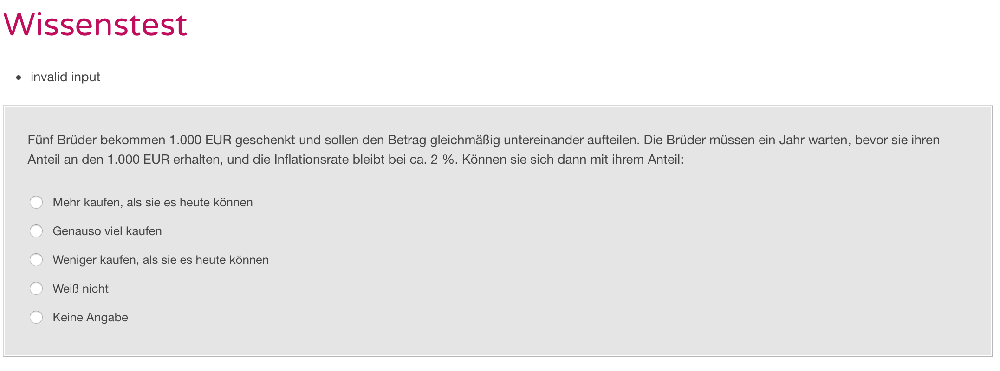 Wissenstest
invalid input
Fünf Brüder bekommen 1.000 EUR geschenkt und sollen den Betrag gleichmäßig untereinander aufteilen. Die Brüder müssen ein Jahr warten, bevor sie ihren
Anteil an den 1.000 EUR erhalten, und die Inflationsrate bleibt bei ca. 2 %. Können sie sich dann mit ihrem Anteil:
Mehr kaufen, als sie es heute können
Genauso viel kaufen
Weniger kaufen, als sie es heute können
Weiß nicht
Keine Angabe